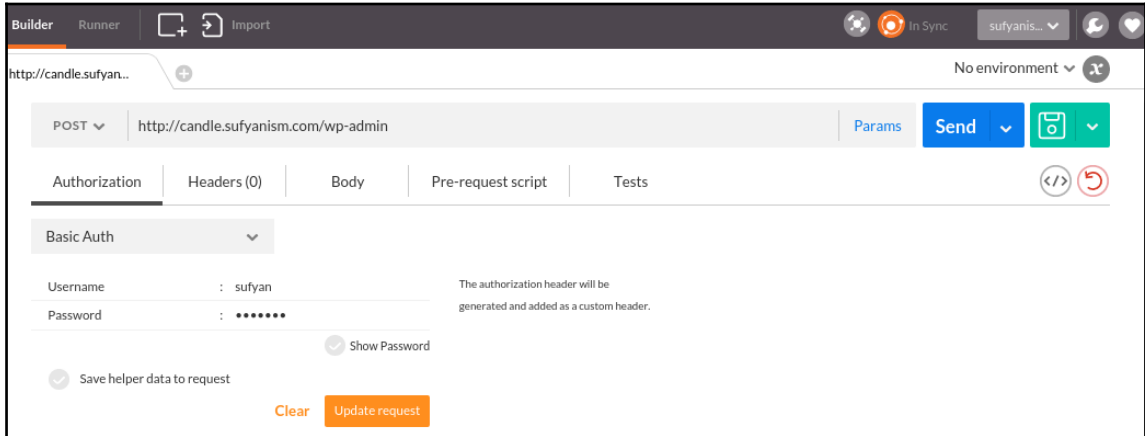 Builder Runner Import In Sync sufyanis...
http://candle.sufyan... No environment x
POST http://candle.sufyanism.com/wp-admin Params Send
Authorization Headers (0) Body Pre-request script Tests </>
Basic Auth
Username : sufyan The authorization header will be
generated and added as a custom header.
Password : •••••••
Show Password
Save helper data to request
Clear Update request